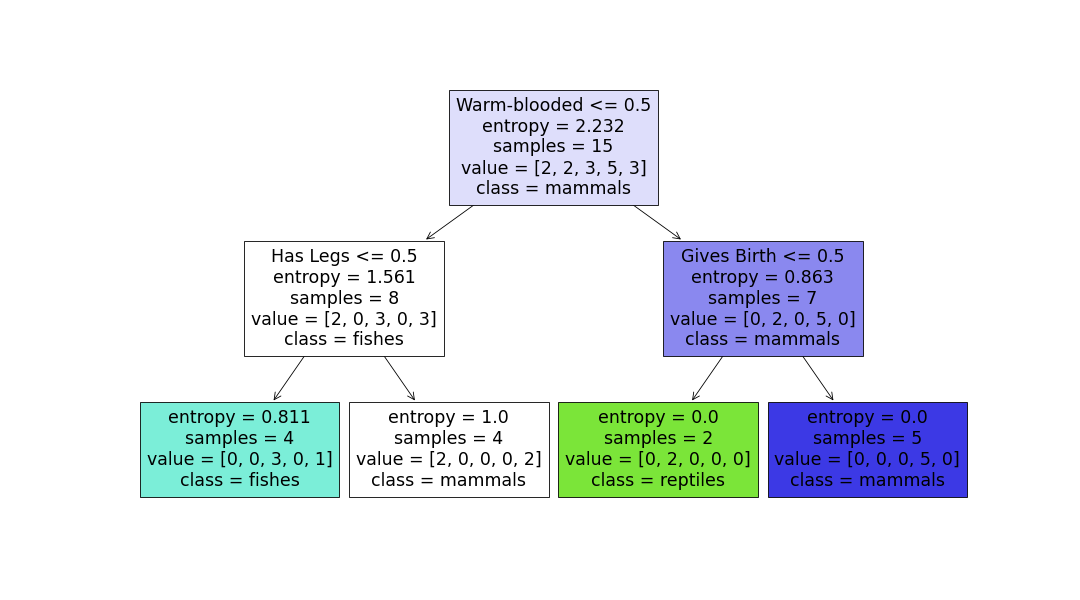 Warm-blooded <= 0.5
entropy = 2.232
samples = 15
value = [2, 2, 3, 5, 3]
class = mammals
Has Legs <= 0.5
entropy = 1.561
samples = 8
value = [2, 0, 3, 0, 3]
class = fishes
Gives Birth <= 0.5
entropy = 0.863
samples = 7
value = [0, 2, 0, 5, 0]
class = mammals
entropy = 0.811
samples = 4
value = [0, 0, 3, 0, 1]
class = fishes
entropy = 1.0
samples = 4
value = [2, 0, 0, 0, 2]
class = mammals
entropy = 0.0
samples = 2
value = [0, 2, 0, 0, 0]
class = reptiles
entropy = 0.0
samples = 5
value = [0, 0, 0, 5, 0]
class = mammals